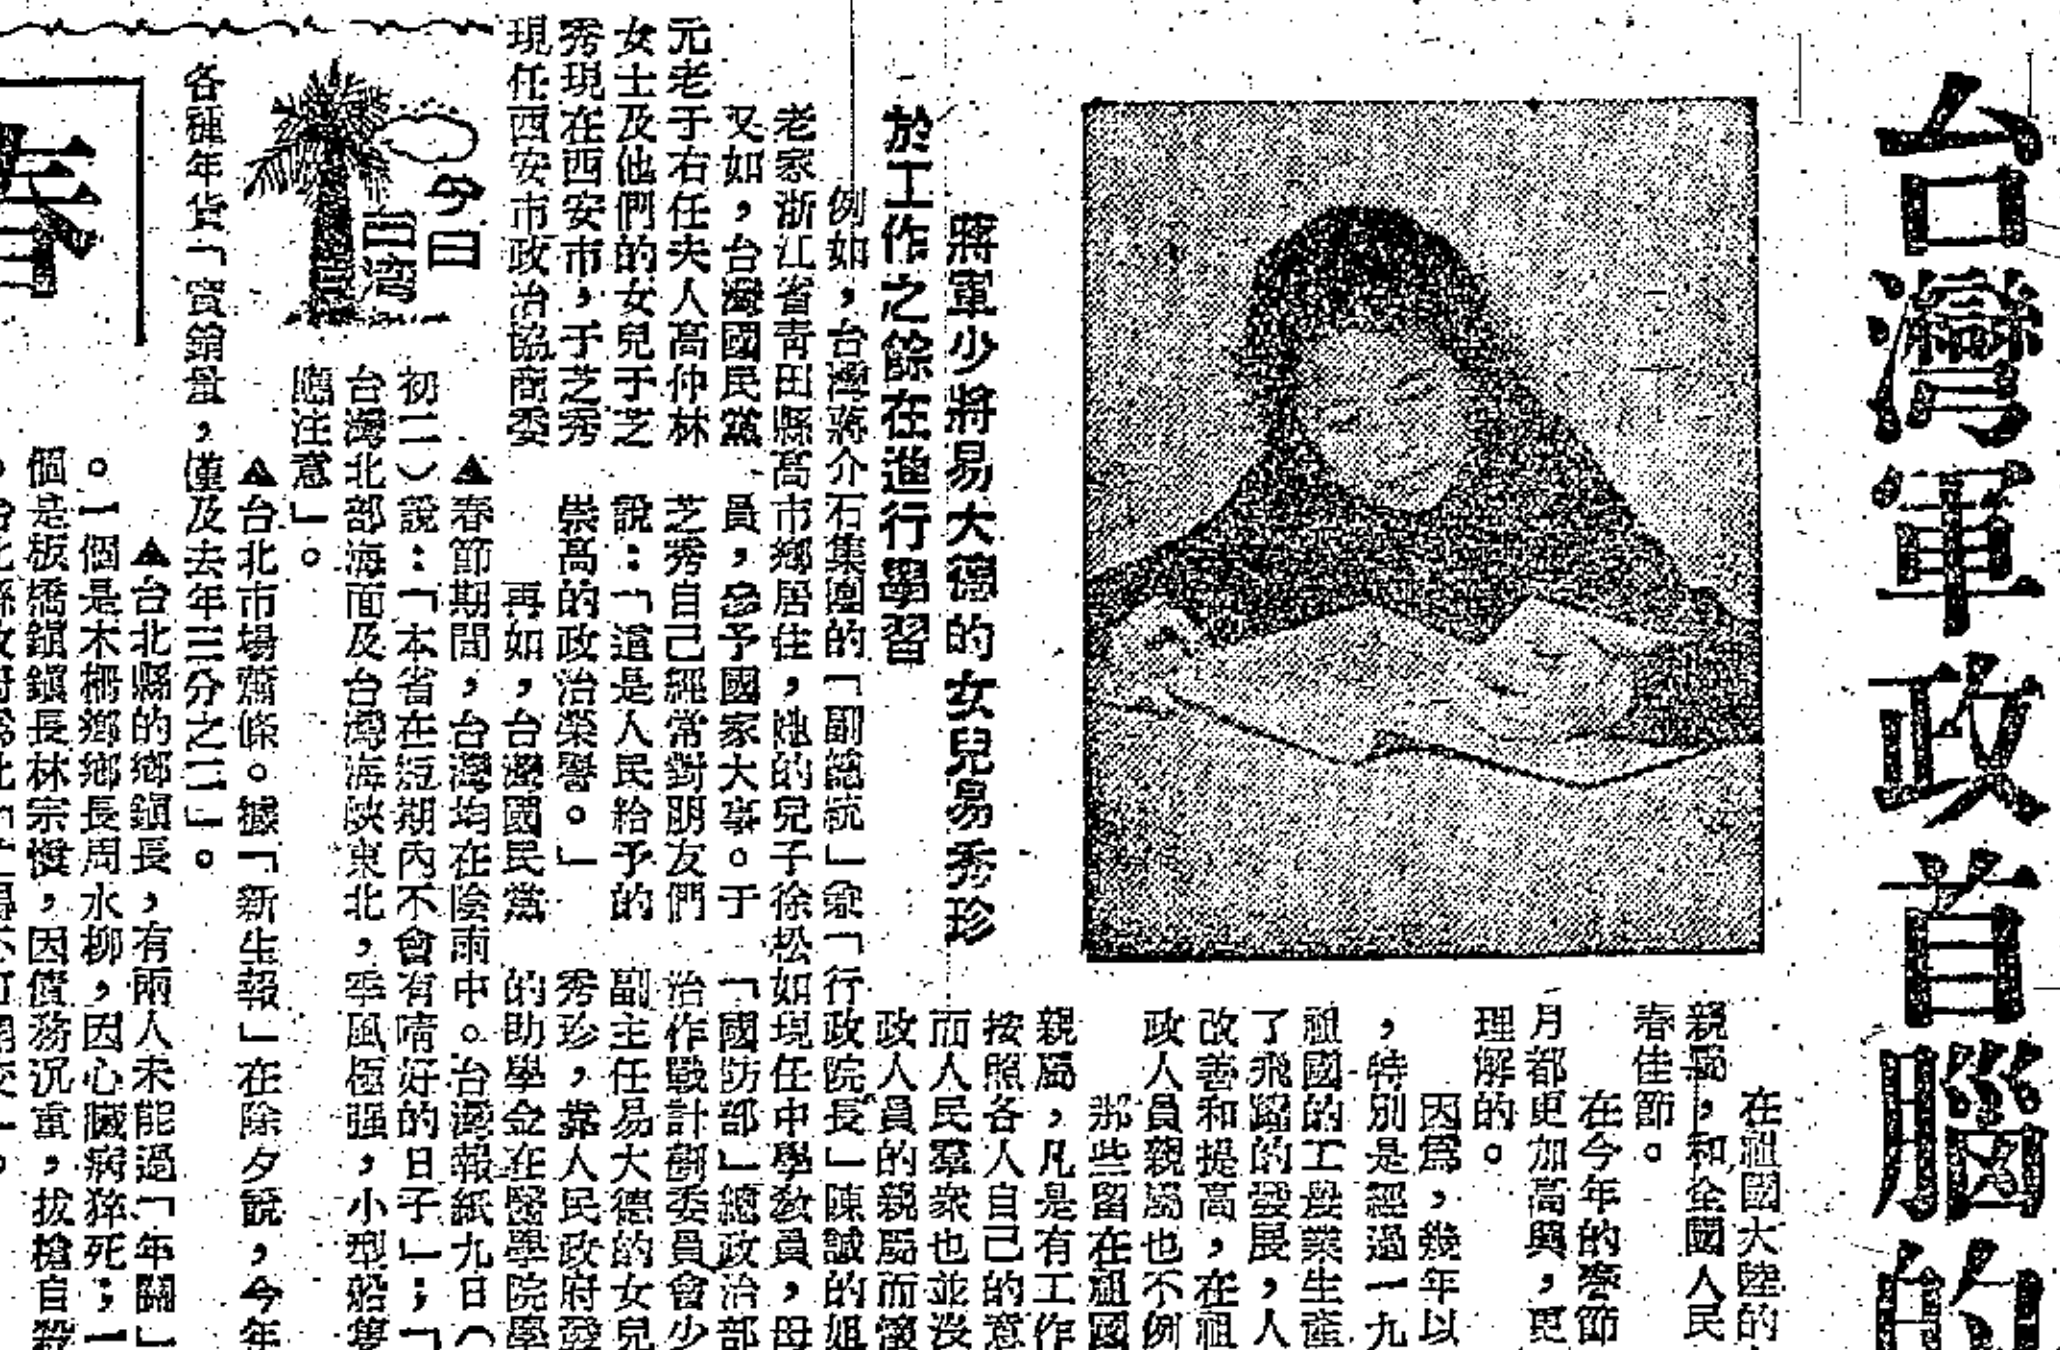 台灣軍政首腦的
在祖國大陸的
親屬,和全國人民
春佳節。
在今年的春節
月都更加高興,更
理解的。
因爲,幾年以
,特別是經過一九
祖國的工農業生產
了飛躍的發展,人
改善和提高,在祖
政人員親屬也不例
那些留在祖國
親屬,凡是有工作
按照各人自己的意
而人民羣衆也並沒
政人員的親屬而懷
蔣軍少將易大德的女兒易秀珍
於工作之餘在進行學習
例如,台灣蔣介石集團的「副總統」兼「行政院長」陳誠的姐
老家浙江省青田縣高市鄉居住,她的兒子徐松如現任中學教員,母
又如,台灣國民黨
元老于右任夫人高仲林
女士及他們的女兒于芝
秀現在西安市,于芝秀
現任西安市政治協商委
員,參予國家大事。于
芝秀自己經常對朋友們
說:「這是人民給予的
崇高的政治榮譽。」
再如,台灣國民黨
「國防部」總政治部
治作戰計劃委員會少
副主任易大德的女兒
秀珍,靠人民政府發
的助學金在醫學院學
今日
台湾
▲春節期間,台灣均在陰雨中。台灣報紙九日(
初二)說:「本省在短期內不會有晴好的日子」;「
台灣北部海面及台灣海峽東北,季風極强,小型船隻
應注意」。
▲台北市場蕭條。據「新生報」在除夕說,今年
各種年貨「實銷量,僅及去年三分之二」。
▲台北縣的鄉鎮長,有兩人未能過「年關」
。一個是木柵鄉鄉長周水柳,因心臟病猝死;一
個是板橋鎮鎮長林宗,因債務沉重,拔槍自殺
春